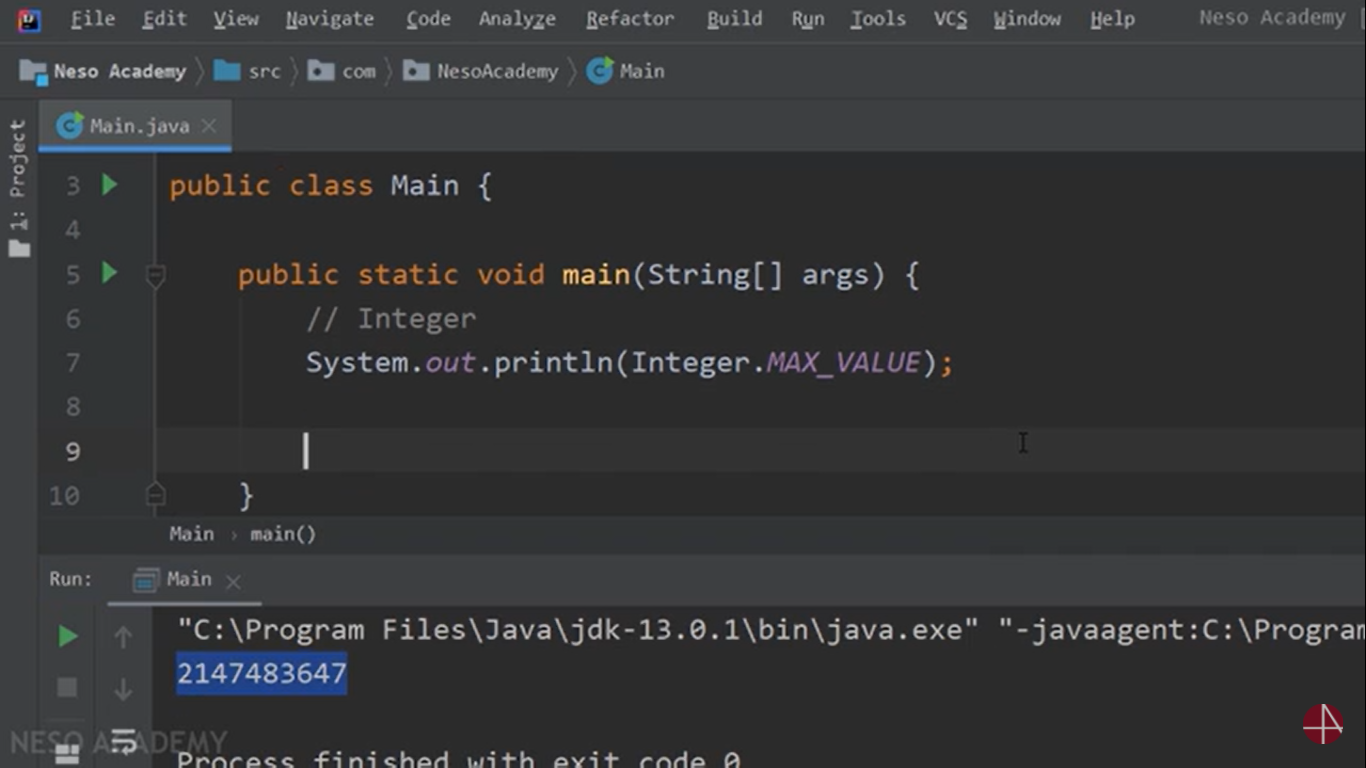 File Edit View Navigate Code Analyze Refactor Build Run Tools VCS Window Help Neso Academy
Neso Academy src com NesoAcademy Main
Main.java
1: Project
3 public class Main {
4
5 public static void main(String[] args) {
6 // Integer
7 System.out.println(Integer.MAX_VALUE);
8
9
10 }
Main › main()
Run: Main
"C:\Program Files\Java\jdk-13.0.1\bin\java.exe" "-javaagent:C:\Program
2147483647
NESO ACADEMY
Process finished with exit code 0